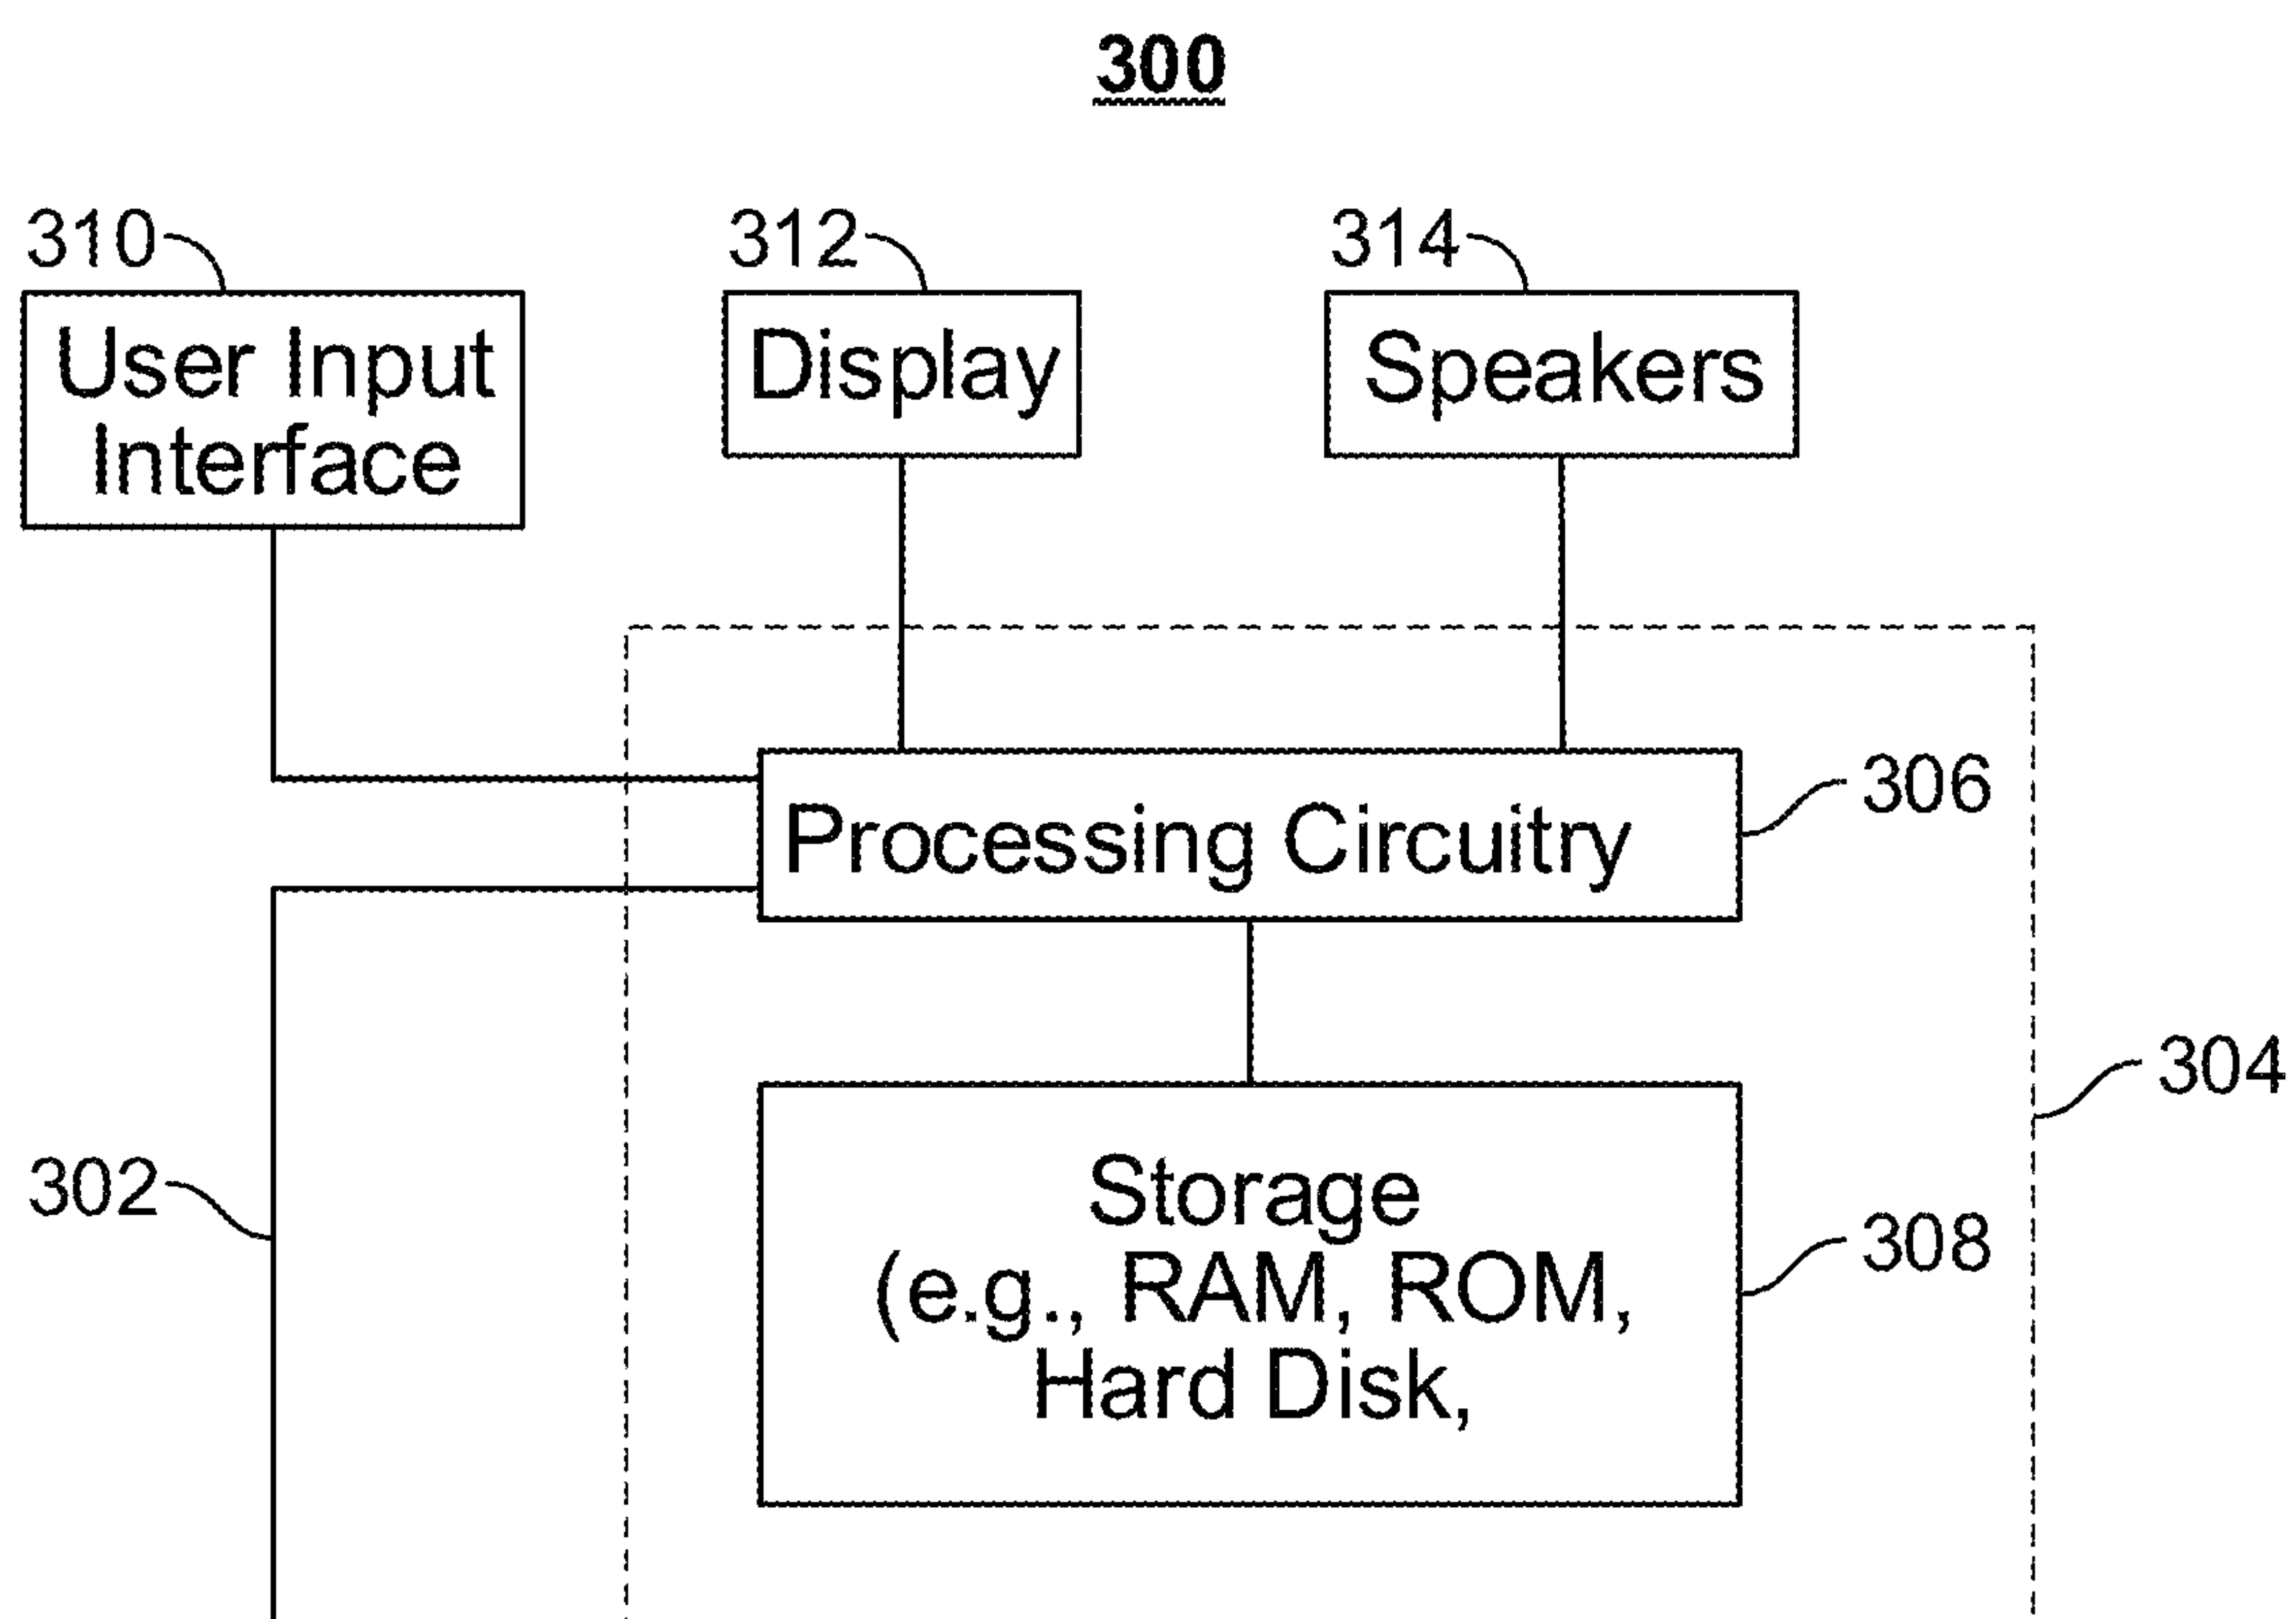 300
310
312
314
User Input
Interface
Display
Speakers
306
Processing Circuitry
304
302
Storage
(e.g., RAM, ROM,
Hard Disk,
308